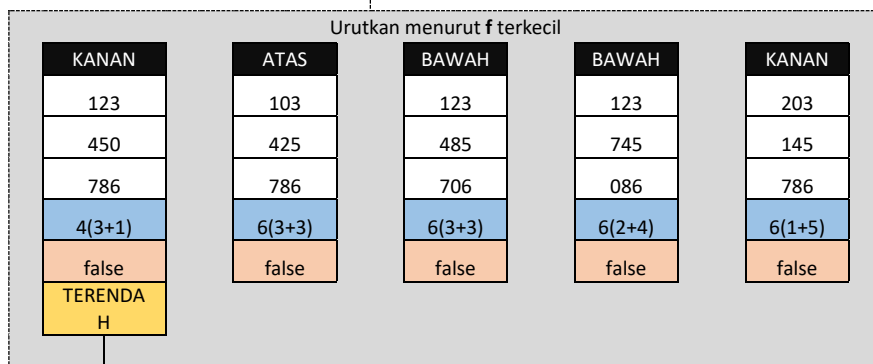 Urutkan menurut f terkecil
KANAN ATAS BAWAH BAWAH KANAN
123 103 123 123 203
450 425 485 745 145
786 786 706 086 786
4(3+1) 6(3+3) 6(3+3) 6(2+4) 6(1+5)
false false false false false
TERENDA
H